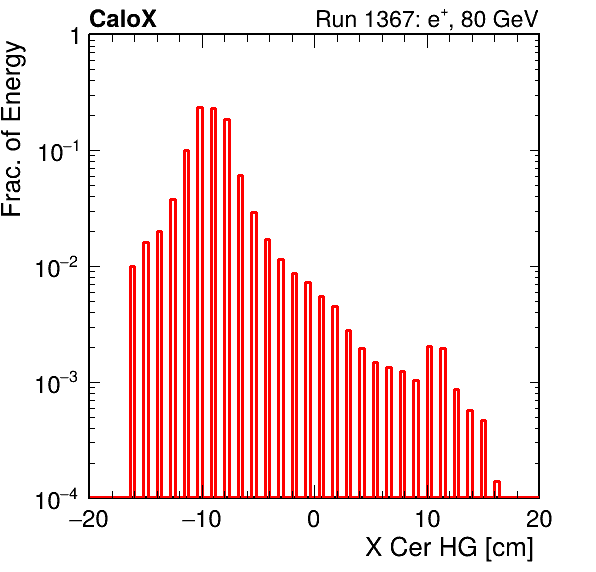 CaloX Run 1367: e⁺, 80 GeV
Frac. of Energy
1
10⁻¹
10⁻²
10⁻³
10⁻⁴
−20 −10 0 10 20
X Cer HG [cm]